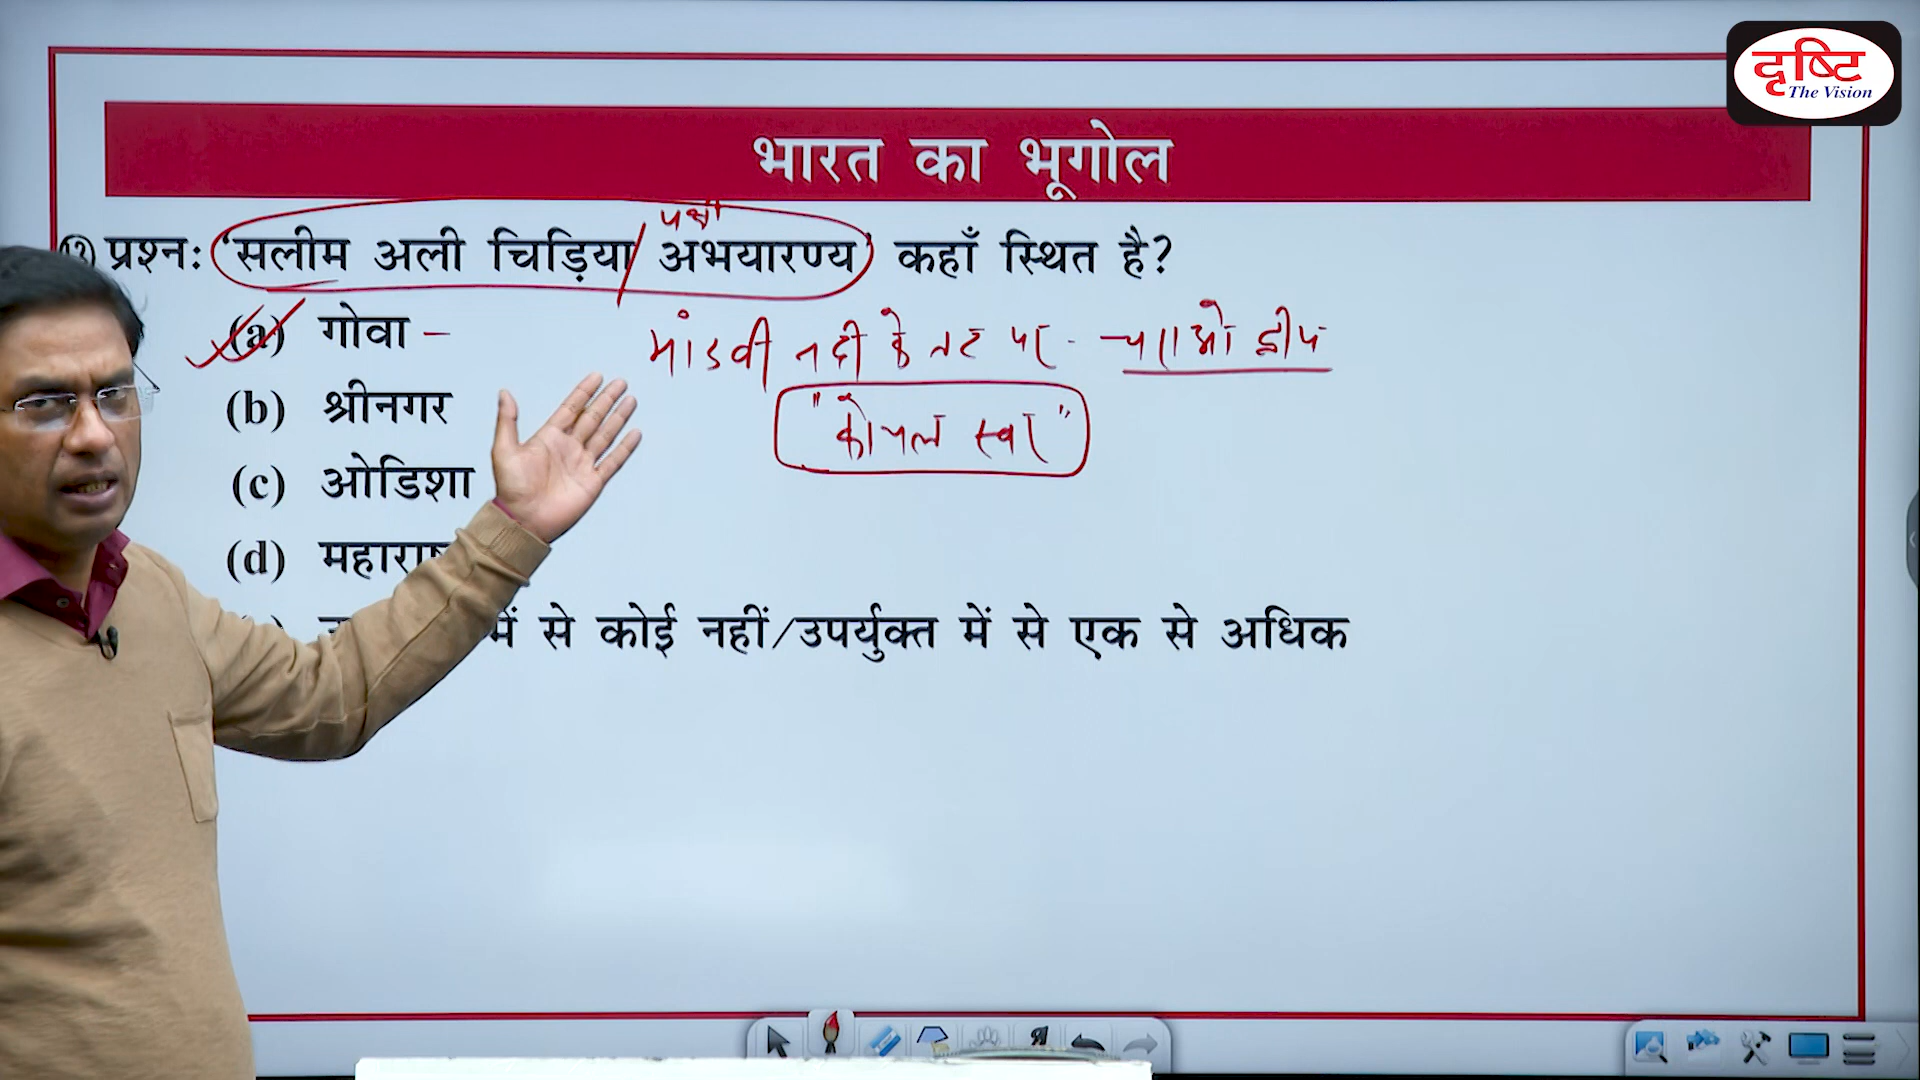 दृष्टि
The Vision
भारत का भूगोल
प्रश्न: 'सलीम अली चिड़िया/ अभयारण्य' कहाँ स्थित है?
पक्षी
(a) गोवा –
मांडवी नदी के तट पर - चाओ द्वीप
(b) श्रीनगर
"कोयल स्वर"
(c) ओडिशा
(d)
में से कोई नहीं/उपर्युक्त में से एक से अधिक